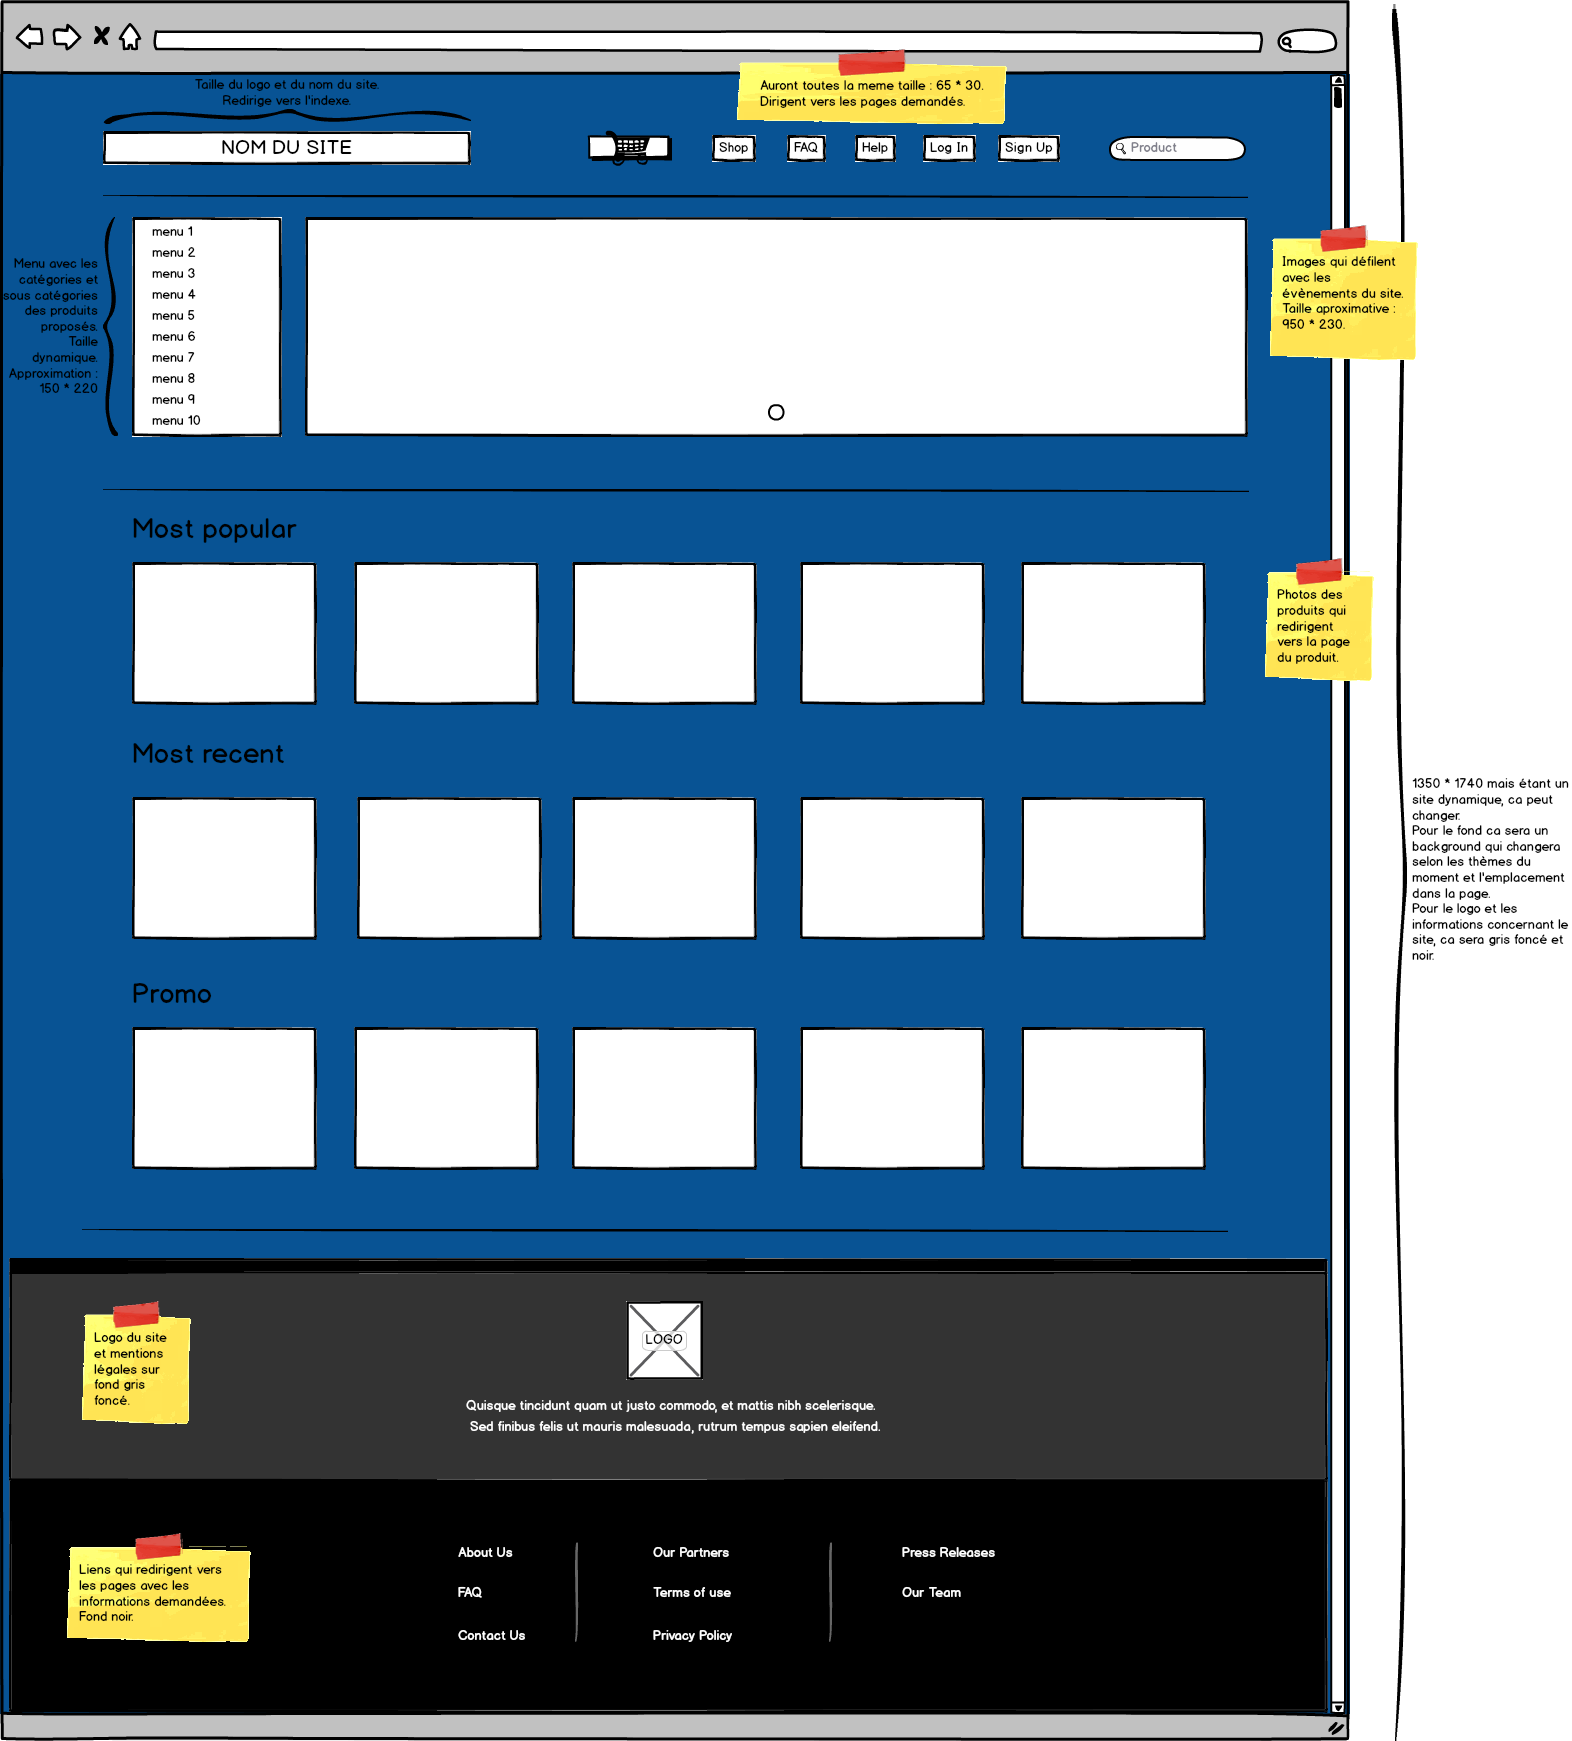 Taille du logo et du nom du site.
Redirige vers l'indexe.
Auront toutes la meme taille : 65 * 30.
Dirigent vers les pages demandés.
NOM DU SITE
Shop
FAQ
Help
Log In
Sign Up
Product
Menu avec les
catégories et
sous catégories
des produits
proposés.
Taille
dynamique.
Approximation :
150 * 220
menu 1
menu 2
menu 3
menu 4
menu 5
menu 6
menu 7
menu 8
menu 9
menu 10
Images qui défilent
avec les
évènements du site.
Taille aproximative :
950 * 230.
Most popular
Photos des
produits qui
redirigent
vers la page
du produit.
Most recent
1350 * 1740 mais étant un
site dynamique, ca peut
changer.
Pour le fond ca sera un
background qui changera
selon les thèmes du
moment et l'emplacement
dans la page.
Pour le logo et les
informations concernant le
site, ca sera gris foncé et
noir.
Promo
Logo du site
et mentions
légales sur
fond gris
foncé.
LOGO
Quisque tincidunt quam ut justo commodo, et mattis nibh scelerisque.
Sed finibus felis ut mauris malesuada, rutrum tempus sapien eleifend.
Liens qui redirigent vers
les pages avec les
informations demandées.
Fond noir.
About Us
FAQ
Contact Us
Our Partners
Terms of use
Privacy Policy
Press Releases
Our Team